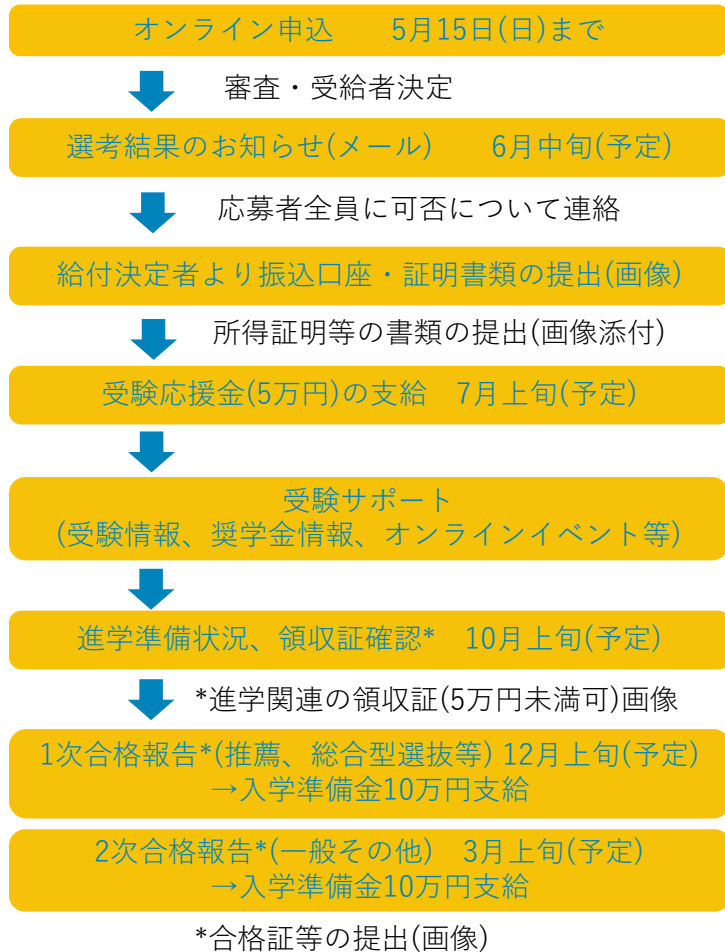 オンライン申込　　5月15日(日)まで
審査・受給者決定
選考結果のお知らせ(メール)　　6月中旬(予定)
応募者全員に可否について連絡
給付決定者より振込口座・証明書類の提出(画像)
所得証明等の書類の提出(画像添付)
受験応援金(5万円)の支給　7月上旬(予定)
受験サポート
(受験情報、奨学金情報、オンラインイベント等)
進学準備状況、領収証確認*　10月上旬(予定)
*進学関連の領収証(5万円未満可)画像
1次合格報告*(推薦、総合型選抜等) 12月上旬(予定)
→入学準備金10万円支給
2次合格報告*(一般その他)　3月上旬(予定)
→入学準備金10万円支給
*合格証等の提出(画像)